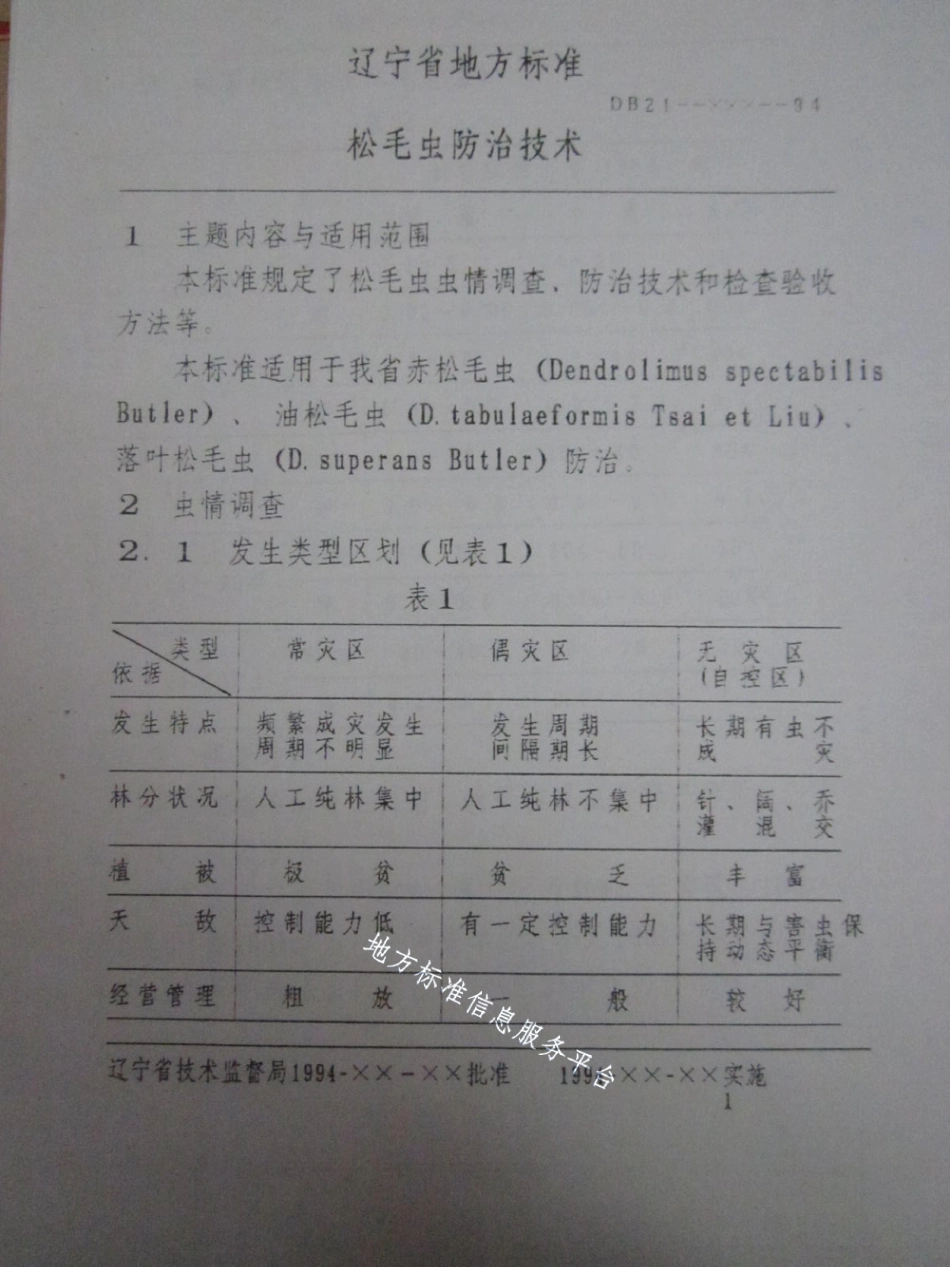 辽宁省地方标准
DB21--×××--94
松毛虫防治技术
1 主题内容与适用范围
本标准规定了松毛虫虫情调查、防治技术和检查验收
方法等。
本标准适用于我省赤松毛虫（Dendrolimus spectabilis
Butler）、 油松毛虫（D. tabulaeformis Tsai et Liu）、
落叶松毛虫（D. superans Butler）防治。
2 虫情调查
2. 1 发生类型区划（见表1）
表1
类型 常灾区 偶灾区 无灾区
依据 （自控区）
发生特点 频繁成灾发生 发生周期 长期有虫不
周期不明显 间隔期长 成灾
林分状况 人工纯林集中 人工纯林不集中 针、阔、乔
灌混交
植被 极贫 贫乏 丰富
天敌 控制能力低 有一定控制能力 长期与害虫保
持动态平衡
经营管理 粗放 一般 较好
辽宁省技术监督局1994-××-××批准 199 ××-××实施
1
地方标准信息服务平台